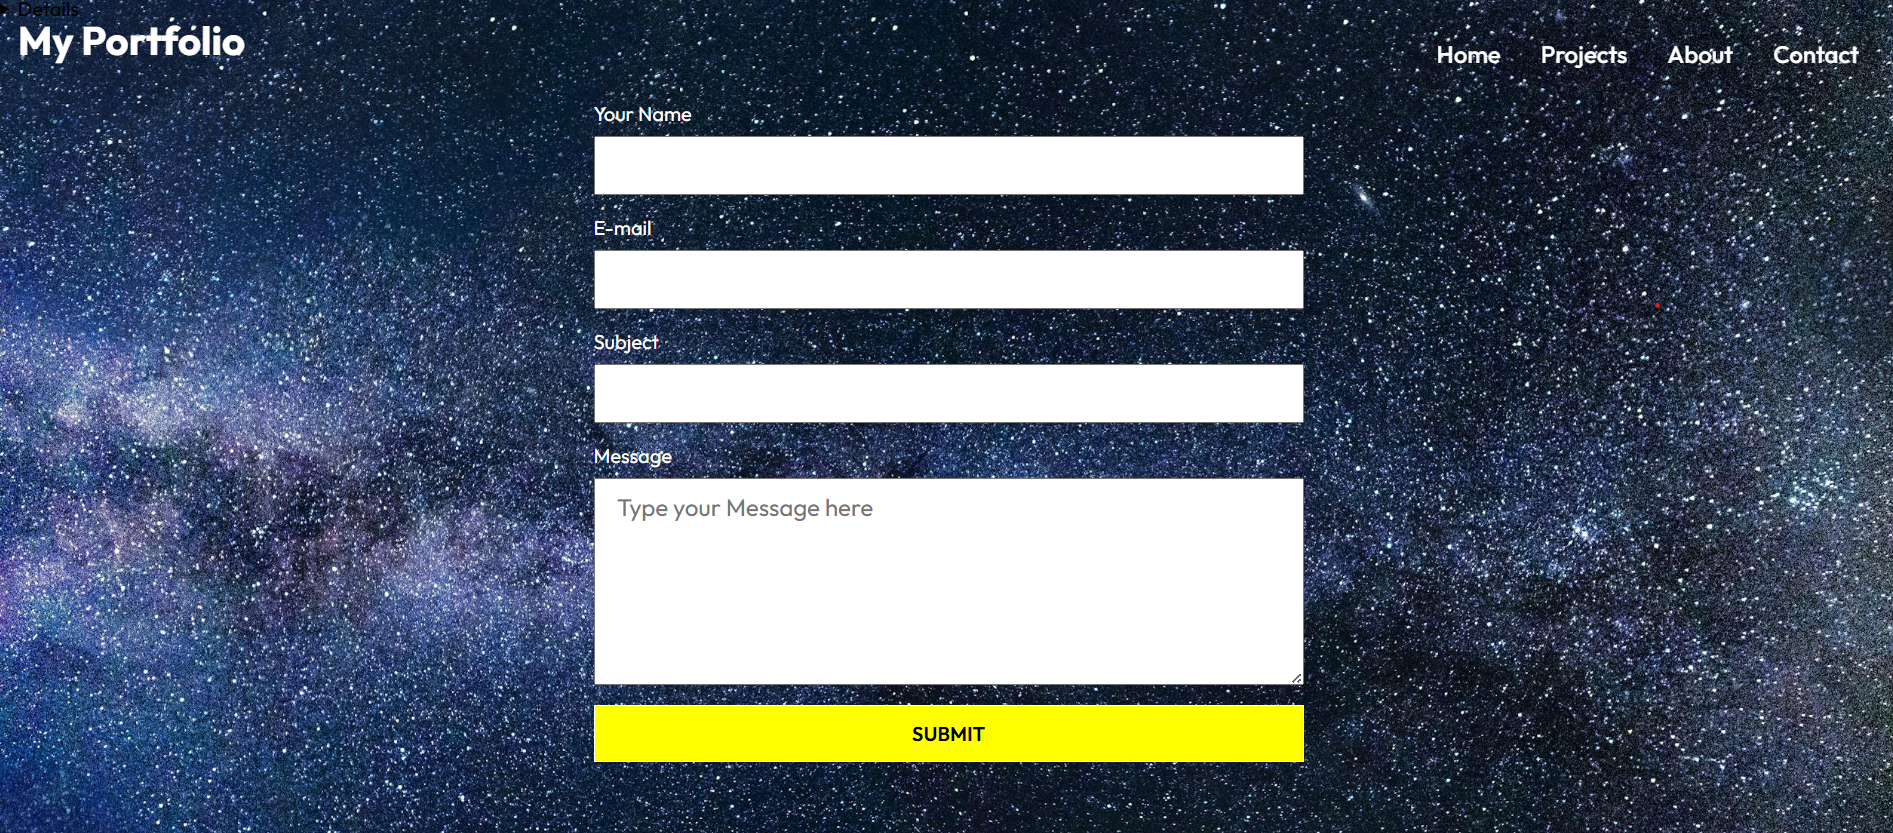 Details
My Portfolio
Home Projects About Contact
Your Name
E-mail
Subject
Message
Type your Message here
SUBMIT